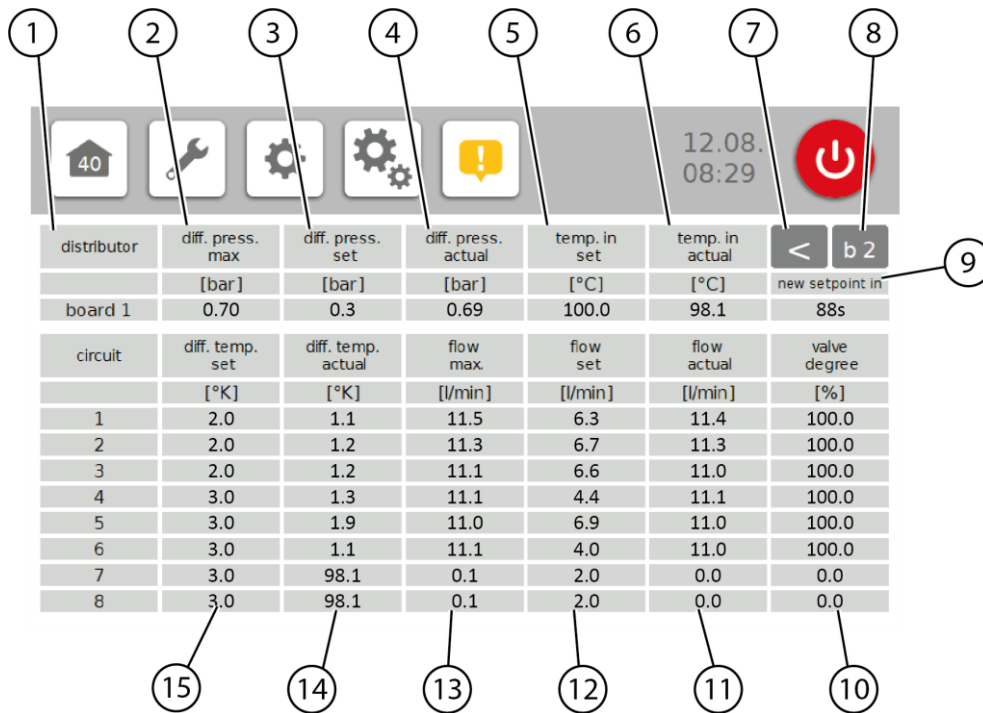 1 2 3 4 5 6 7 8
40 12.08.
08:29
distributor diff. press. max diff. press. set diff. press. actual temp. in set temp. in actual < b 2
9
[bar] [bar] [bar] [°C] [°C] new setpoint in
board 1 0.70 0.3 0.69 100.0 98.1 88s
circuit diff. temp. set diff. temp. actual flow max. flow set flow actual valve degree
[°K] [°K] [l/min] [l/min] [l/min] [%]
1 2.0 1.1 11.5 6.3 11.4 100.0
2 2.0 1.2 11.3 6.7 11.3 100.0
3 2.0 1.2 11.1 6.6 11.0 100.0
4 3.0 1.3 11.1 4.4 11.1 100.0
5 3.0 1.9 11.0 6.9 11.0 100.0
6 3.0 1.1 11.1 4.0 11.0 100.0
7 3.0 98.1 0.1 2.0 0.0 0.0
8 3.0 98.1 0.1 2.0 0.0 0.0
15 14 13 12 11 10